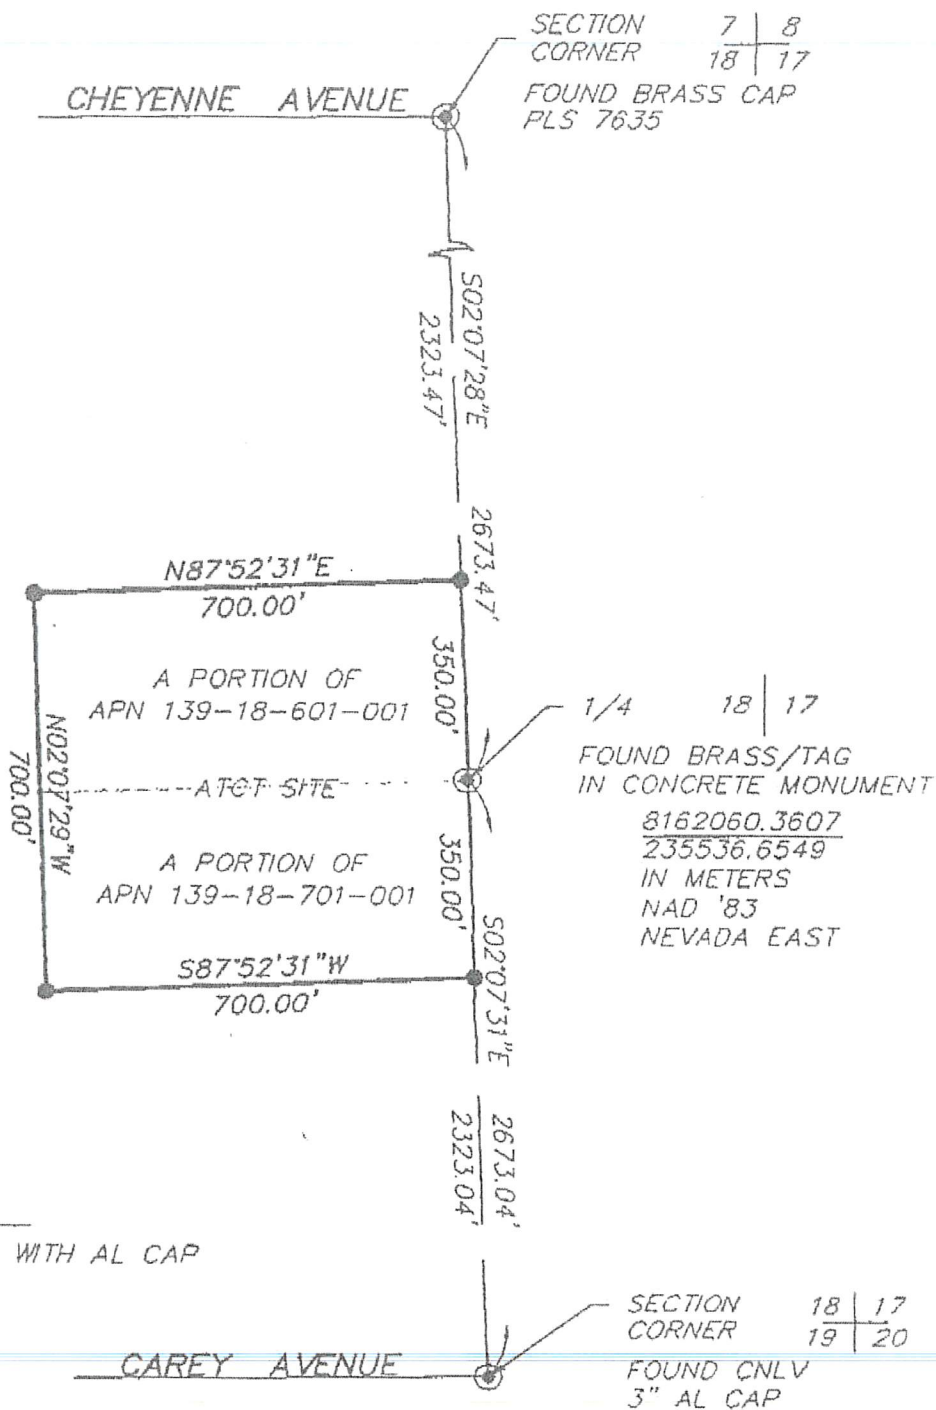 SECTION 7 | 8
CORNER 18 | 17
FOUND BRASS CAP
PLS 7635
CHEYENNE AVENUE
S02°07'28"E
2323.47'
2673.47'
N87°52'31"E
700.00'
350.00'
A PORTION OF
APN 139-18-601-001
N02°07'29"W
700.00'
ATCT SITE
1/4 18 | 17
FOUND BRASS/TAG
IN CONCRETE MONUMENT
8162060.3607
235536.6549
IN METERS
NAD '83
NEVADA EAST
A PORTION OF
APN 139-18-701-001
350.00'
S87°52'31"W
700.00'
S02°07'31"E
2673.04'
2323.04'
WITH AL CAP
SECTION 18 | 17
CORNER 19 | 20
FOUND CNLV
3" AL CAP
CAREY AVENUE